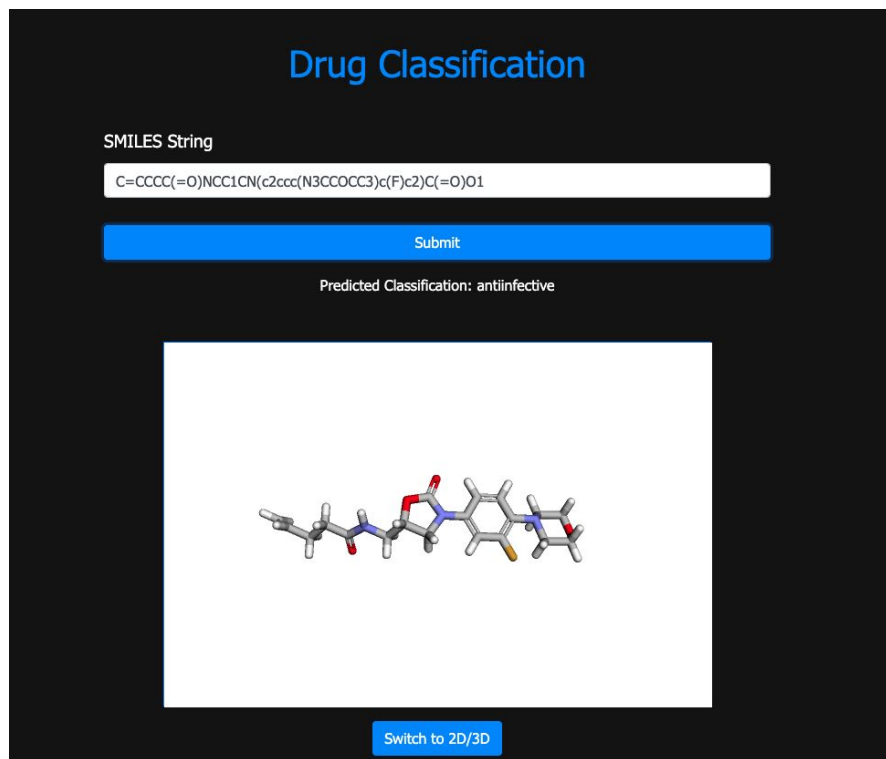 Drug Classification
SMILES String
C=CCCC(=O)NCC1CN(c2ccc(N3CCOCC3)c(F)c2)C(=O)O1
Submit
Predicted Classification: antiinfective
Switch to 2D/3D